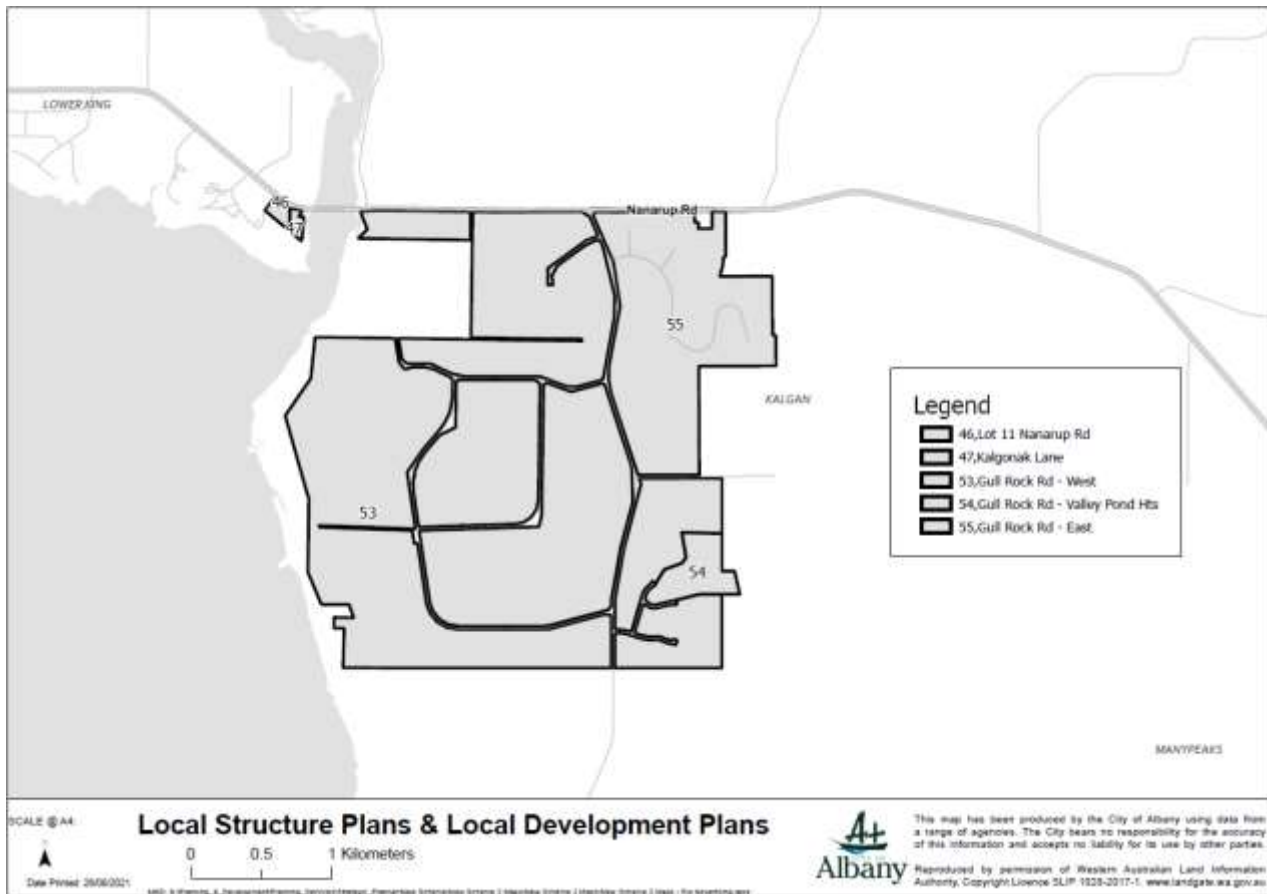 LOWER KING
46
47
Nanarup Rd
55
KALGAN
53
54
MANYPEAKS
Legend
46,Lot 11 Nanarup Rd
47,Kalgonak Lane
53,Gull Rock Rd - West
54,Gull Rock Rd - Valley Pond Hts
55,Gull Rock Rd - East
SCALE @ A4:
Local Structure Plans & Local Development Plans
0 0.5 1 Kilometers
Date Printed:
Albany
This map has been produced by the City of Albany using data from
a range of agencies. The City bears no responsibility for the accuracy
of this information and accepts no liability for its use by other parties.
Reproduced by permission of Western Australian Land Information
Authority, Copyright Licence SLIP 1028-2017-1. www.landgate.wa.gov.au